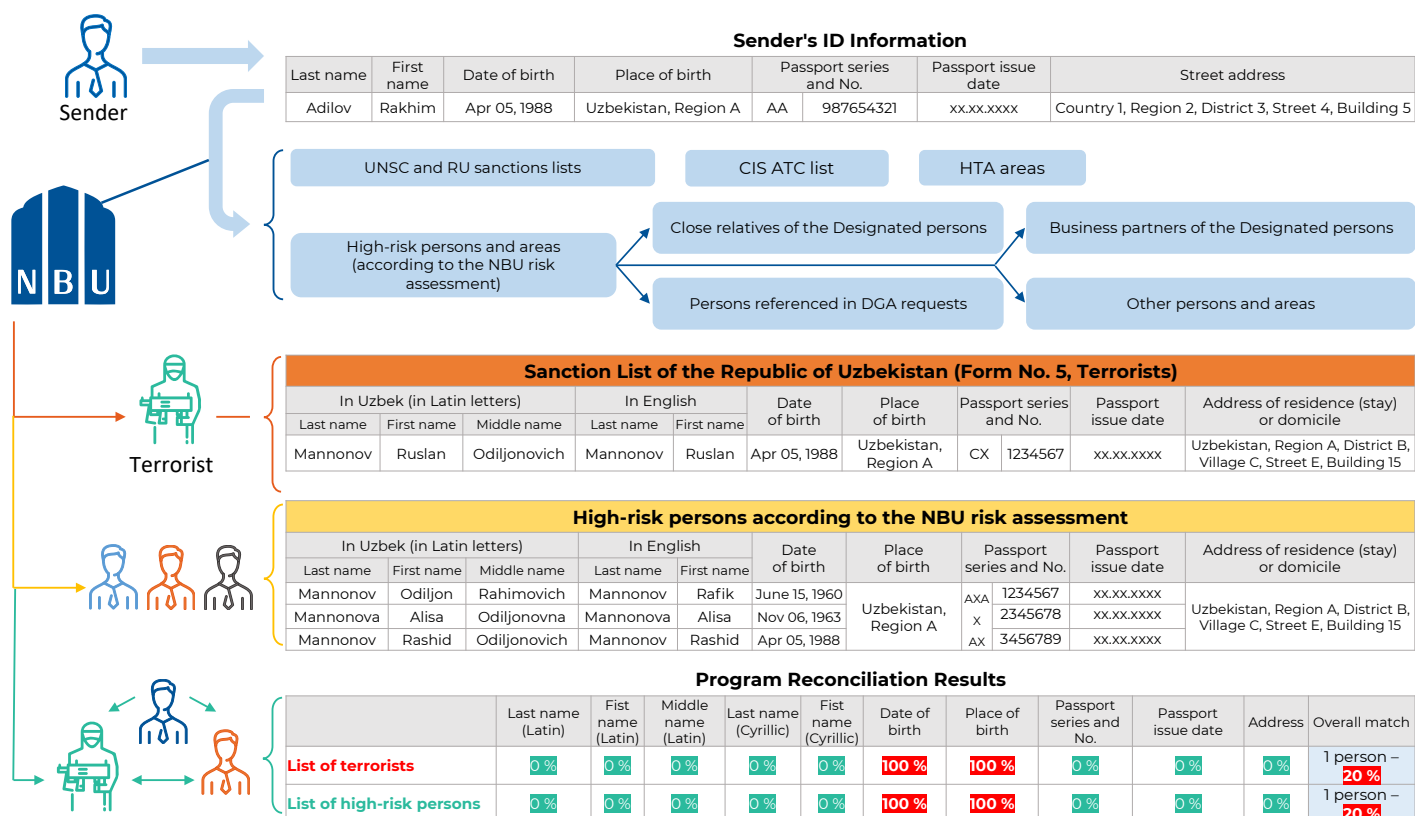 Sender's ID Information
Last name
First
name
Date of birth
Place of birth
Passport series
and No.
Passport issue
date
Street address
Adilov
Rakhim
Apr 05, 1988
Uzbekistan, Region A
AA
987654321
xx.xx.xxxx
Country 1, Region 2, District 3, Street 4, Building 5
Sender
UNSC and RU sanctions lists
CIS ATC list
HTA areas
High-risk persons and areas
(according to the NBU risk
assessment)
Close relatives of the Designated persons
Business partners of the Designated persons
Persons referenced in DGA requests
Other persons and areas
NBU
Sanction List of the Republic of Uzbekistan (Form No. 5, Terrorists)
In Uzbek (in Latin letters)
In English
Date
of birth
Place
of birth
Passport series
and No.
Passport
issue date
Address of residence (stay)
or domicile
Last name
First name
Middle name
Last name
First name
Mannonov
Ruslan
Odiljonovich
Mannonov
Ruslan
Apr 05, 1988
Uzbekistan,
Region A
CX
1234567
xx.xx.xxxx
Uzbekistan, Region A, District B,
Village C, Street E, Building 15
Terrorist
High-risk persons according to the NBU risk assessment
In Uzbek (in Latin letters)
In English
Date
of birth
Place
of birth
Passport
series and No.
Passport
issue date
Address of residence (stay)
or domicile
Last name
First name
Middle name
Last name
First name
Mannonov
Odiljon
Rahimovich
Mannonov
Rafik
June 15, 1960
AXA
1234567
xx.xx.xxxx
Mannonova
Alisa
Odiljonovna
Mannonova
Alisa
Nov 06, 1963
Uzbekistan,
Region A
X
2345678
xx.xx.xxxx
Uzbekistan, Region A, District B,
Village C, Street E, Building 15
Mannonov
Rashid
Odiljonovich
Mannonov
Rashid
Apr 05, 1988
AX
3456789
xx.xx.xxxx
Program Reconciliation Results
Last name
(Latin)
Fist
name
(Latin)
Middle
name
(Latin)
Last name
(Cyrillic)
Fist
name
(Cyrillic)
Date of
birth
Place of
birth
Passport
series and
No.
Passport
issue date
Address
Overall match
List of terrorists
0 %
0 %
0 %
0 %
0 %
100 %
100 %
0 %
0 %
0 %
1 person –
20 %
List of high-risk persons
0 %
0 %
0 %
0 %
0 %
100 %
100 %
0 %
0 %
0 %
1 person –
20 %